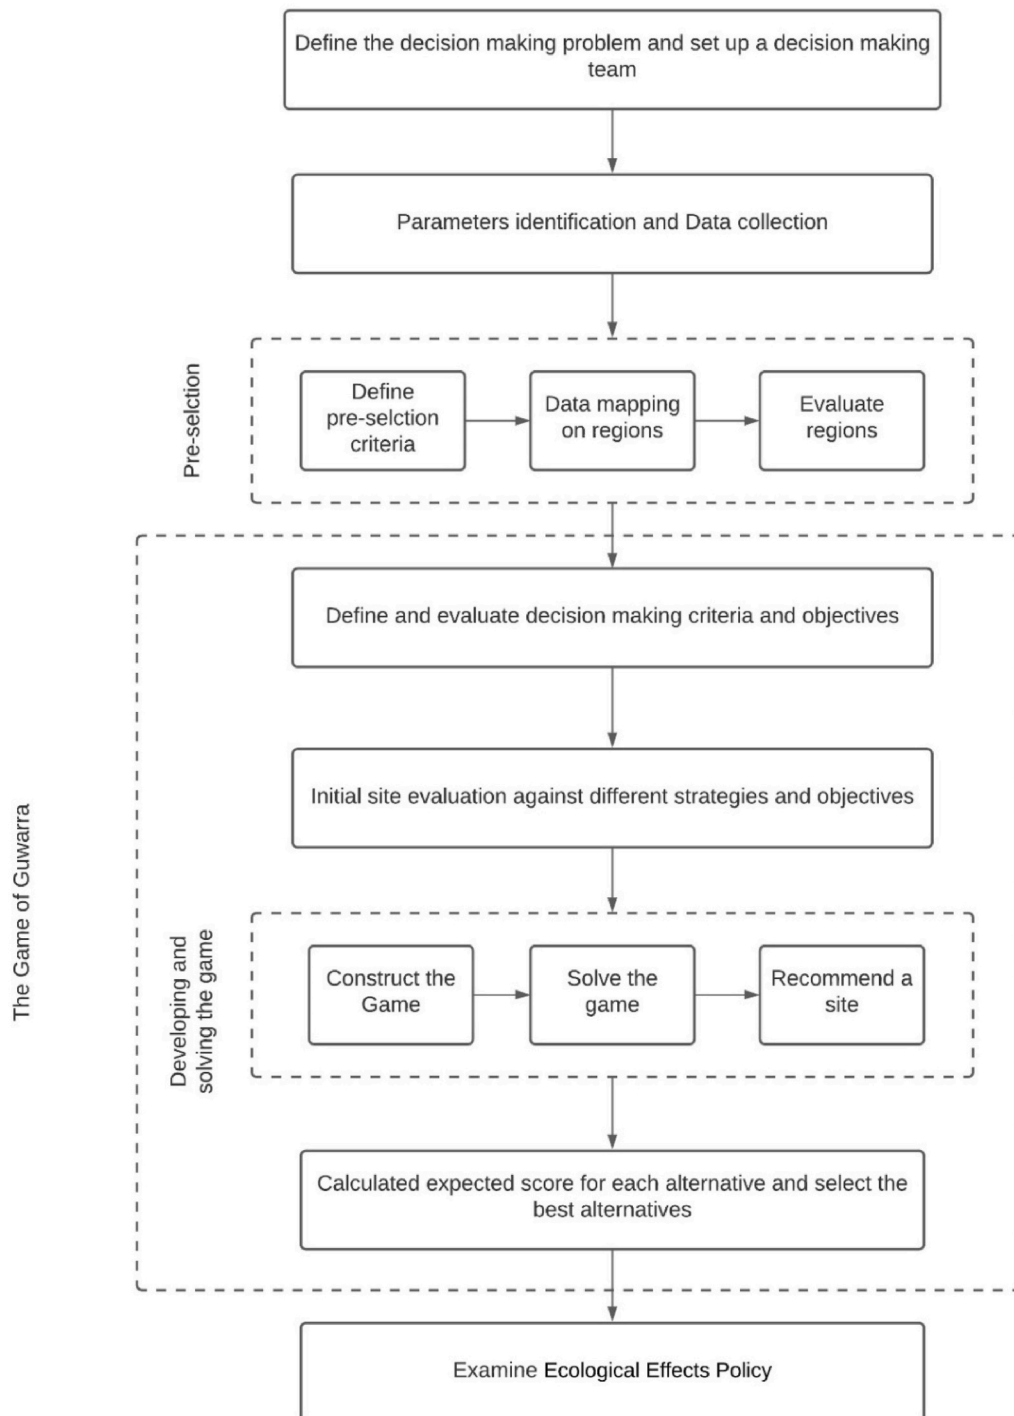 Define the decision making problem and set up a decision making
team
Parameters identification and Data collection
Pre-selction
Define
pre-selction
criteria
Data mapping
on regions
Evaluate
regions
The Game of Guwarra
Define and evaluate decision making criteria and objectives
Initial site evaluation against different strategies and objectives
Developing and
solving the game
Construct the
Game
Solve the
game
Recommend a
site
Calculated expected score for each alternative and select the
best alternatives
Examine Ecological Effects Policy